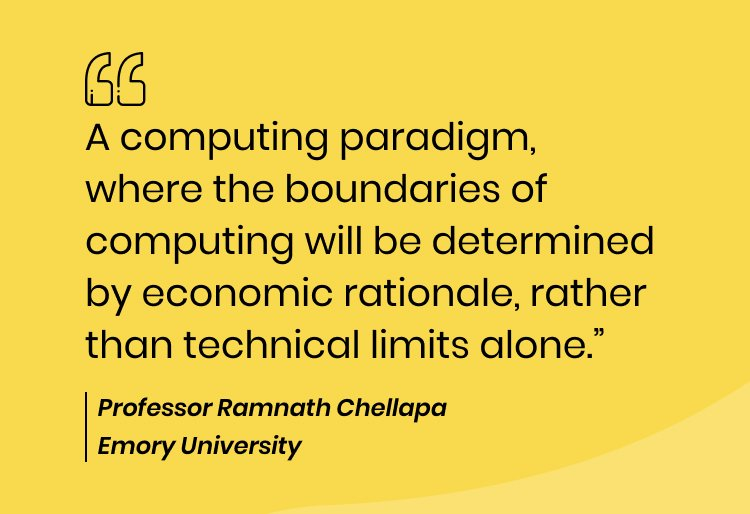 A computing paradigm,
where the boundaries of
computing will be determined
by economic rationale, rather
than technical limits alone.”
Professor Ramnath Chellapa
Emory University